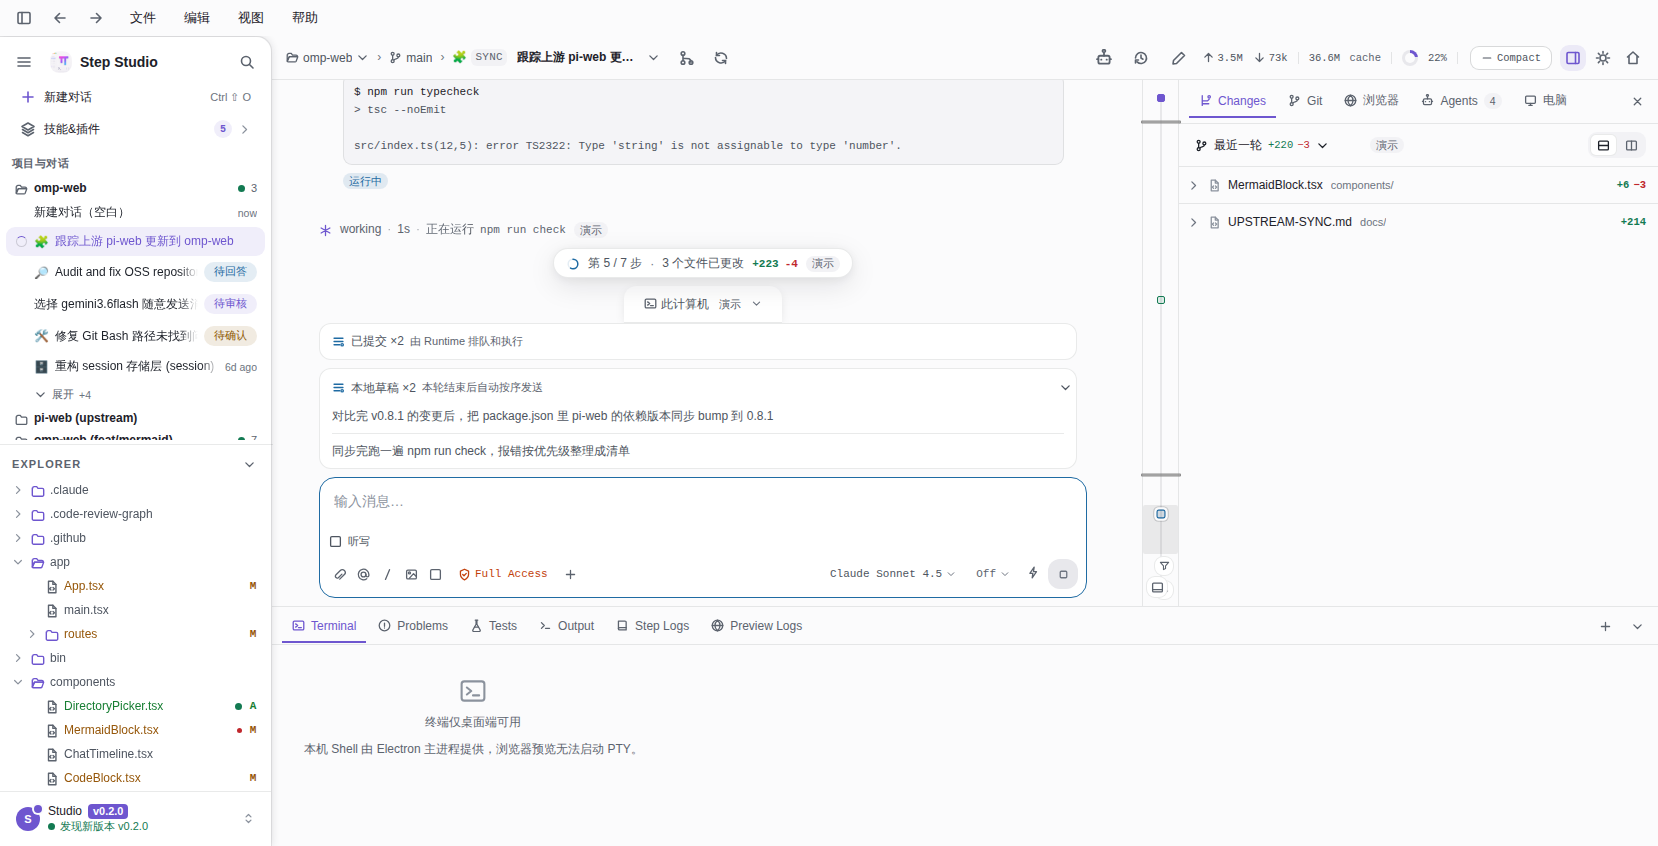 文件 编辑 视图 帮助
Step Studio
新建对话 Ctrl ⇧ O
技能&插件 5
项目与对话
omp-web 3
新建对话（空白） now
🧩 跟踪上游 pi-web 更新到 omp-web
🔎 Audit and fix OSS reposito 待回答
选择 gemini3.6flash 随意发送 待审核
🛠️ 修复 Git Bash 路径未找到 待确认
🗄️ 重构 session 存储层 (session) 6d ago
展开 +4
pi-web (upstream)
omp-web (feat/mermaid) 7
EXPLORER
.claude
.code-review-graph
.github
app
App.tsx M
main.tsx
routes M
bin
components
DirectoryPicker.tsx A
MermaidBlock.tsx M
ChatTimeline.tsx
CodeBlock.tsx M
S Studio v0.2.0
发现新版本 v0.2.0
omp-web › main › 🧩 SYNC 跟踪上游 pi-web 更…
↑ 3.5M ↓ 73k 36.6M cache 22% Compact
$ npm run typecheck
> tsc --noEmit
src/index.ts(12,5): error TS2322: Type 'string' is not assignable to type 'number'.
运行中
working · 1s · 正在运行 npm run check 演示
第 5 / 7 步 · 3 个文件已更改 +223 -4 演示
此计算机 演示
已提交 ×2 由 Runtime 排队和执行
本地草稿 ×2 本轮结束后自动按序发送
对比完 v0.8.1 的变更后，把 package.json 里 pi-web 的依赖版本同步 bump 到 0.8.1
同步完跑一遍 npm run check，报错按优先级整理成清单
输入消息…
听写
@ / Full Access + Claude Sonnet 4.5 Off
Changes Git 浏览器 Agents 4 电脑
最近一轮 +220 −3 演示
MermaidBlock.tsx components/ +6 −3
UPSTREAM-SYNC.md docs/ +214
Terminal Problems Tests Output Step Logs Preview Logs
终端仅桌面端可用
本机 Shell 由 Electron 主进程提供，浏览器预览无法启动 PTY。